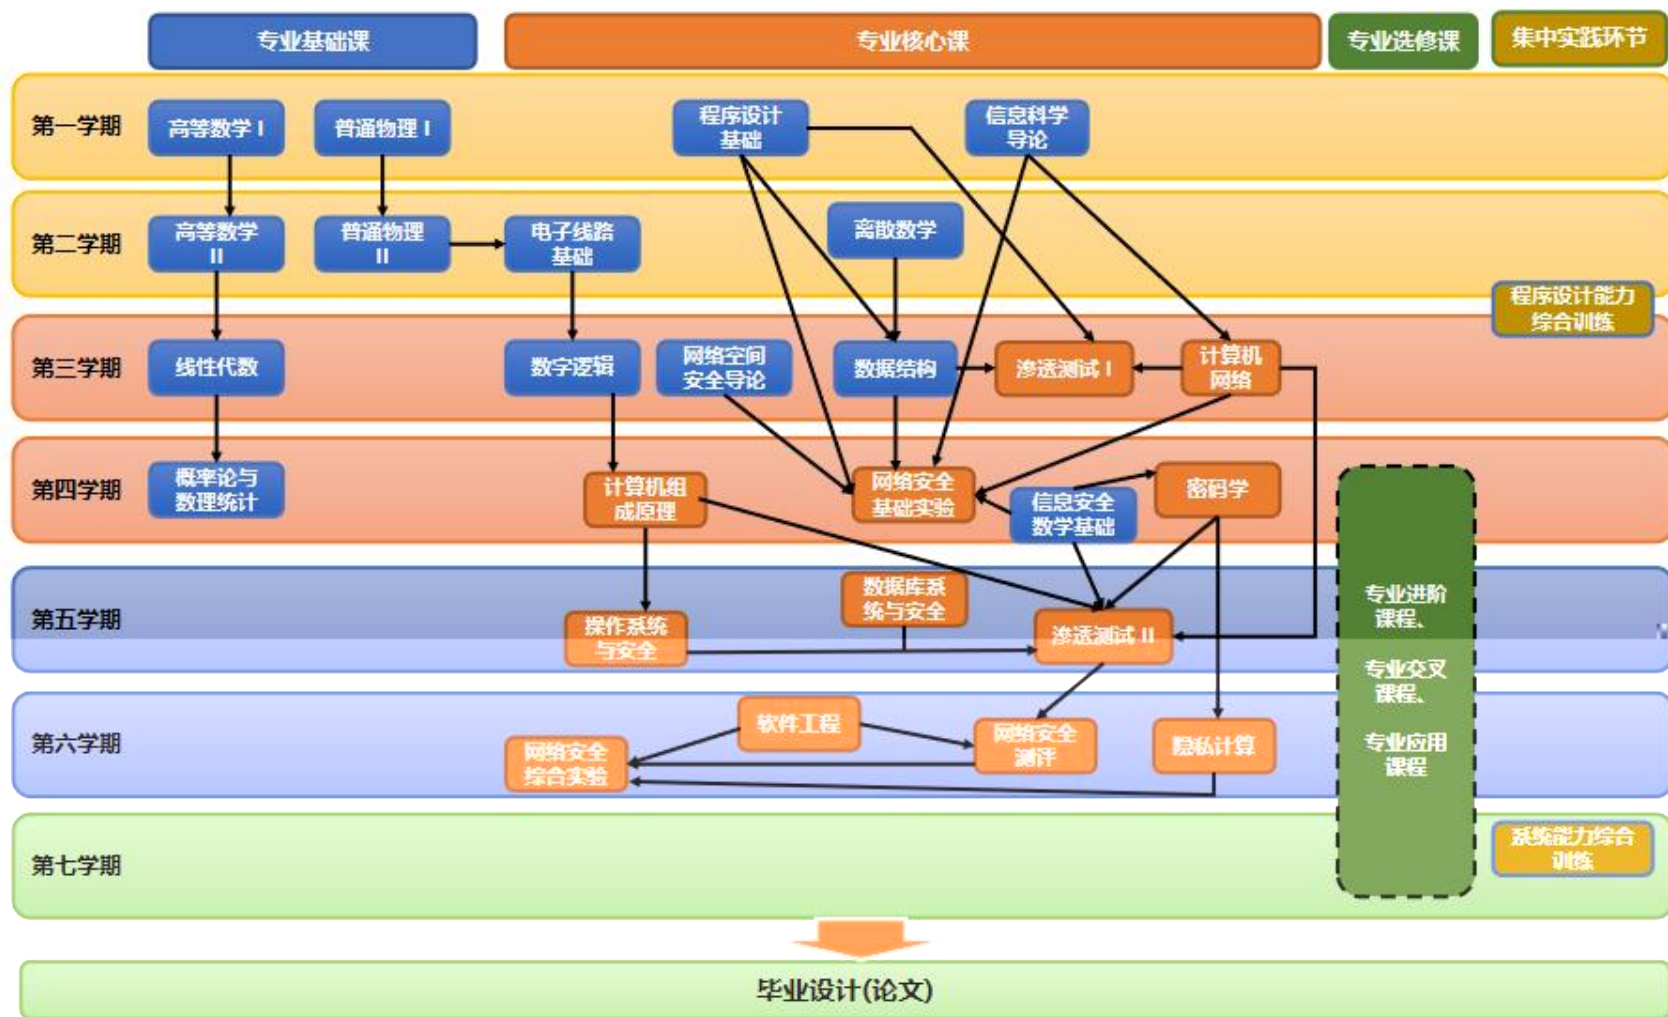 专业基础课
专业核心课
专业选修课
集中实践环节
第一学期
高等数学 I
普通物理 I
程序设计
基础
信息科学
导论
第二学期
高等数学
II
普通物理
II
电子线路
基础
离散数学
程序设计能力
综合训练
第三学期
线性代数
数字逻辑
网络空间
安全导论
数据结构
渗透测试 I
计算机
网络
第四学期
概率论与
数理统计
计算机组
成原理
网络安全
基础实验
信息安全
数学基础
密码学
第五学期
操作系统
与安全
数据库系
统与安全
渗透测试 II
专业进阶
课程、
专业交叉
课程、
专业应用
课程
第六学期
网络安全
综合实验
软件工程
网络安全
测评
隐私计算
第七学期
系统能力综合
训练
毕业设计(论文)